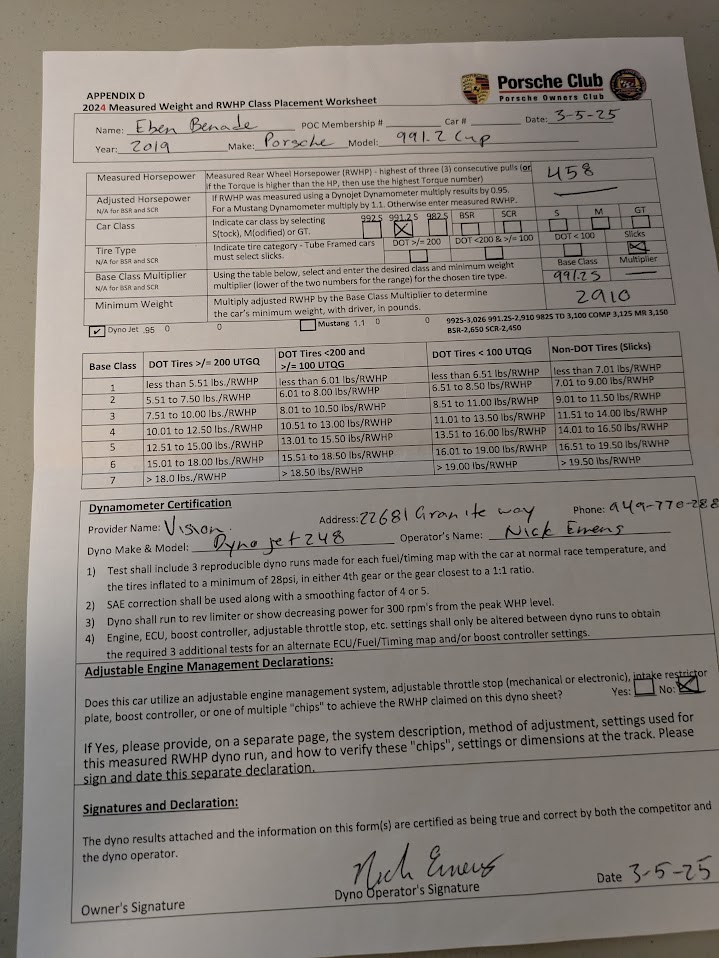 APPENDIX D
2024 Measured Weight and RWHP Class Placement Worksheet
Porsche Club
Porsche Owners Club
Name: Eben Benade POC Membership # Car # Date: 3-5-25
Year: 2019 Make: Porsche Model: 991.2 Cup
Measured Horsepower
Measured Rear Wheel Horsepower (RWHP) - highest of three (3) consecutive pulls (or
if the Torque is higher than the HP, then use the highest Torque number)
458
Adjusted Horsepower
N/A for BSR and SCR
If RWHP was measured using a Dynojet Dynamometer multiply results by 0.95.
For a Mustang Dynamometer multiply by 1.1. Otherwise enter measured RWHP.
Car Class
Indicate car class by selecting
S(tock), M(odified) or GT.
992 S 991.2 S 982 S BSR SCR S M GT
Tire Type
N/A for BSR and SCR
Indicate tire category - Tube Framed cars
must select slicks.
DOT >/= 200 DOT <200 & >/= 100 DOT < 100 Slicks
Base Class Multiplier
N/A for BSR and SCR
Using the table below, select and enter the desired class and minimum weight
multiplier (lower of the two numbers for the range) for the chosen tire type.
Base Class Multiplier
991.2S
Minimum Weight
Multiply adjusted RWHP by the Base Class Multiplier to determine
the car's minimum weight, with driver, in pounds.
2910
Dyno Jet .95 0 0 Mustang 1.1 0 0 992S-3,026 991.2S-2,910 982S TD 3,100 COMP 3,125 MR 3,150
BSR-2,650 SCR-2,450
Base Class DOT Tires >/= 200 UTGQ DOT Tires <200 and
>/= 100 UTQG DOT Tires < 100 UTQG Non-DOT Tires (Slicks)
1 less than 5.51 lbs./RWHP less than 6.01 lbs/RWHP less than 6.51 lbs/RWHP less than 7.01 lbs/RWHP
2 5.51 to 7.50 lbs./RWHP 6.01 to 8.00 lbs/RWHP 6.51 to 8.50 lbs/RWHP 7.01 to 9.00 lbs/RWHP
3 7.51 to 10.00 lbs./RWHP 8.01 to 10.50 lbs/RWHP 8.51 to 11.00 lbs/RWHP 9.01 to 11.50 lbs/RWHP
4 10.01 to 12.50 lbs./RWHP 10.51 to 13.00 lbs/RWHP 11.01 to 13.50 lbs/RWHP 11.51 to 14.00 lbs/RWHP
5 12.51 to 15.00 lbs./RWHP 13.01 to 15.50 lbs/RWHP 13.51 to 16.00 lbs/RWHP 14.01 to 16.50 lbs/RWHP
6 15.01 to 18.00 lbs./RWHP 15.51 to 18.50 lbs/RWHP 16.01 to 19.00 lbs/RWHP 16.51 to 19.50 lbs/RWHP
7 > 18.0 lbs./RWHP > 18.50 lbs/RWHP > 19.00 lbs/RWHP > 19.50 lbs/RWHP
Dynamometer Certification
Provider Name: Vision Address: 22681 Granite way Phone: 949-770-288
Dyno Make & Model: Dynojet 248 Operator's Name: Nick Emens
1) Test shall include 3 reproducible dyno runs made for each fuel/timing map with the car at normal race temperature, and
the tires inflated to a minimum of 28psi, in either 4th gear or the gear closest to a 1:1 ratio.
2) SAE correction shall be used along with a smoothing factor of 4 or 5.
3) Dyno shall run to rev limiter or show decreasing power for 300 rpm's from the peak WHP level.
4) Engine, ECU, boost controller, adjustable throttle stop, etc. settings shall only be altered between dyno runs to obtain
the required 3 additional tests for an alternate ECU/Fuel/Timing map and/or boost controller settings.
Adjustable Engine Management Declarations:
Does this car utilize an adjustable engine management system, adjustable throttle stop (mechanical or electronic), intake restrictor
plate, boost controller, or one of multiple "chips" to achieve the RWHP claimed on this dyno sheet? Yes: No:
If Yes, please provide, on a separate page, the system description, method of adjustment, settings used for
this measured RWHP dyno run, and how to verify these "chips", settings or dimensions at the track. Please
sign and date this separate declaration.
Signatures and Declaration:
The dyno results attached and the information on this form(s) are certified as being true and correct by both the competitor and
the dyno operator.
Nick Emens
Owner's Signature Dyno Operator's Signature Date 3-5-25